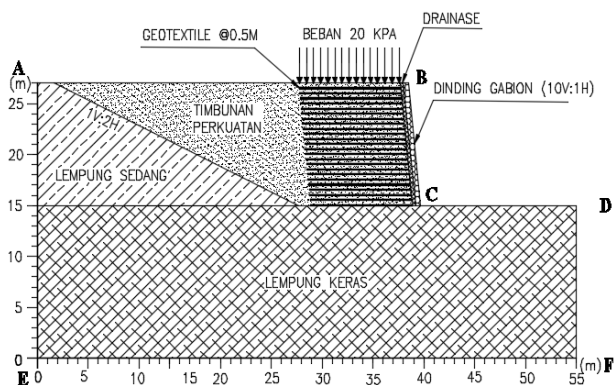 DRAINASE
GEOTEXTILE @0.5M
BEBAN 20 KPA
A
(m)
B
DINDING GABION (10V:1H)
25
TIMBUNAN
PERKUATAN
1V:2H
20
LEMPUNG SEDANG
C
15
D
10
LEMPUNG KERAS
5
0
E
0 5 10 15 20 25 30 35 40 45 50 55 (m)
F